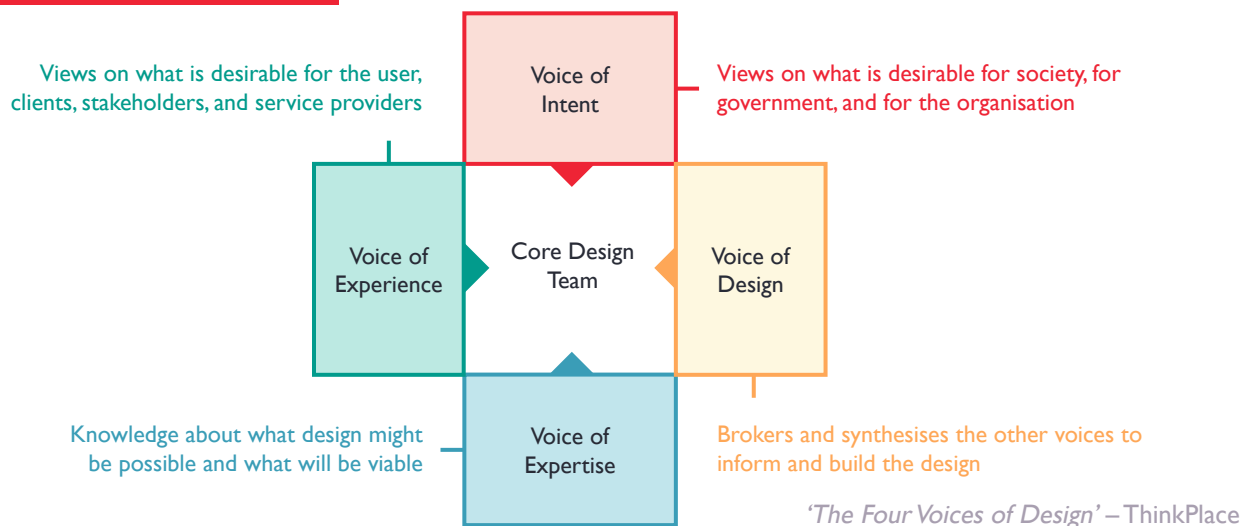 Views on what is desirable for the user,
clients, stakeholders, and service providers
Voice of
Intent
Views on what is desirable for society, for
government, and for the organisation
Voice of
Experience
Core Design
Team
Voice of
Design
Knowledge about what design might
be possible and what will be viable
Voice of
Expertise
Brokers and synthesises the other voices to
inform and build the design
‘The Four Voices of Design’ – ThinkPlace